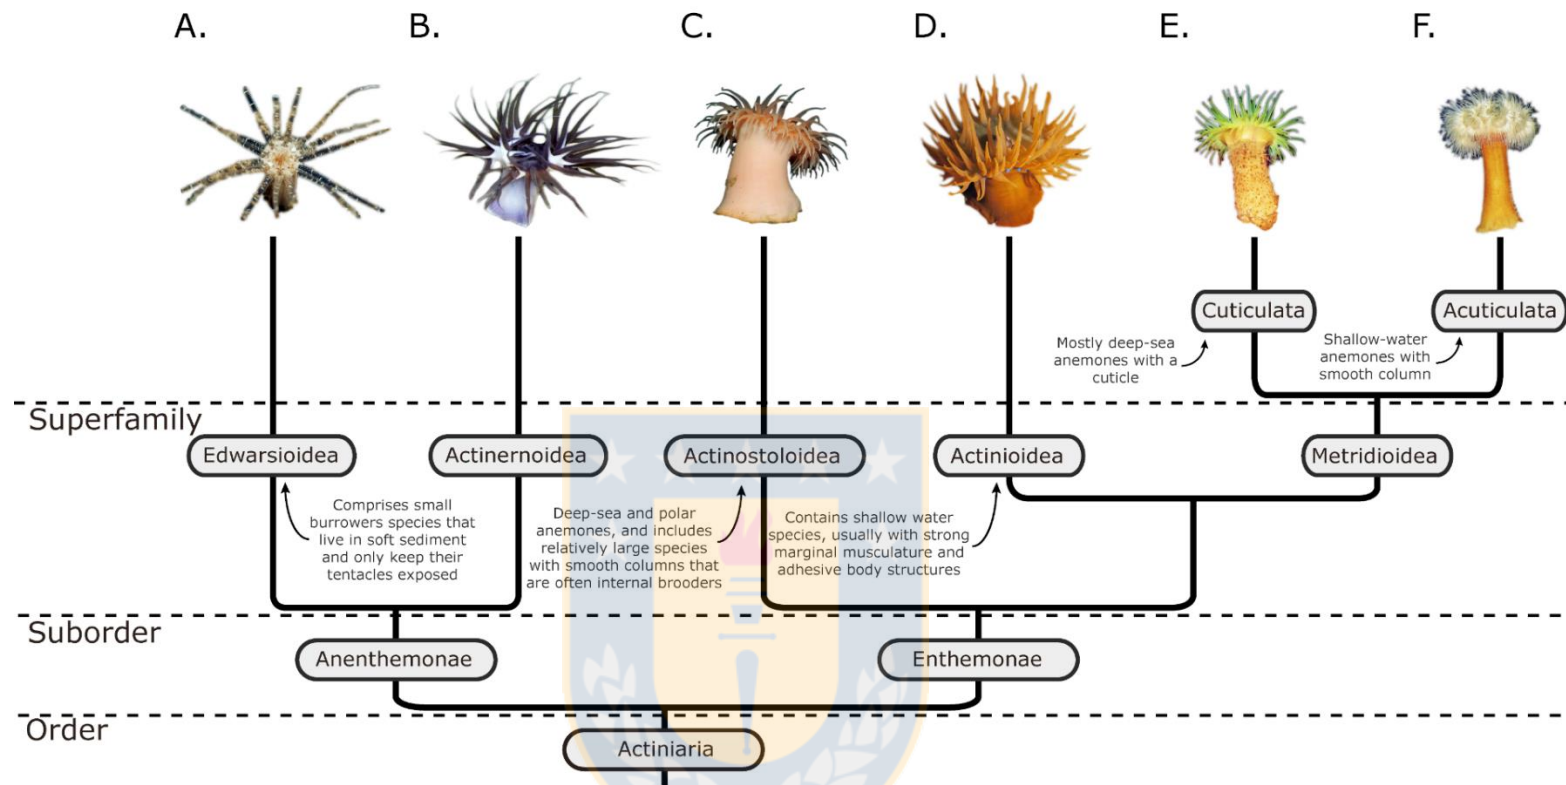 A.
B.
C.
D.
E.
F.
Cuticulata
Acuticulata
Mostly deep-sea
anemones with a
cuticle
Shallow-water
anemones with
smooth column
Superfamily
Edwarsioidea
Actinernoidea
Actinostoloidea
Actinioidea
Metridioidea
Comprises small
burrowers species that
live in soft sediment
and only keep their
tentacles exposed
Deep-sea and polar
anemones, and includes
relatively large species
with smooth columns that
are often internal brooders
Contains shallow water
species, usually with strong
marginal musculature and
adhesive body structures
Suborder
Anenthemonae
Enthemonae
Order
Actiniaria